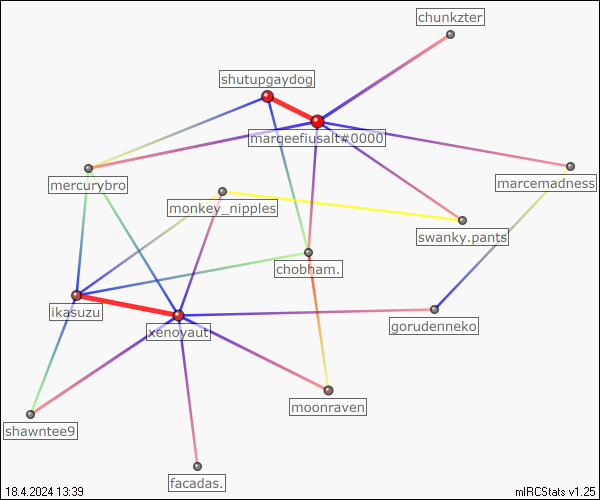 chunkzter
shutupgaydog
marqeefiusalt#0000
mercurybro
marcemadness
monkey_nipples
swanky.pants
chobham.
ikasuzu
gorudenneko
xenoyaut
moonraven
shawntee9
facadas.
18.4.2024 13:39
mIRCStats v1.25